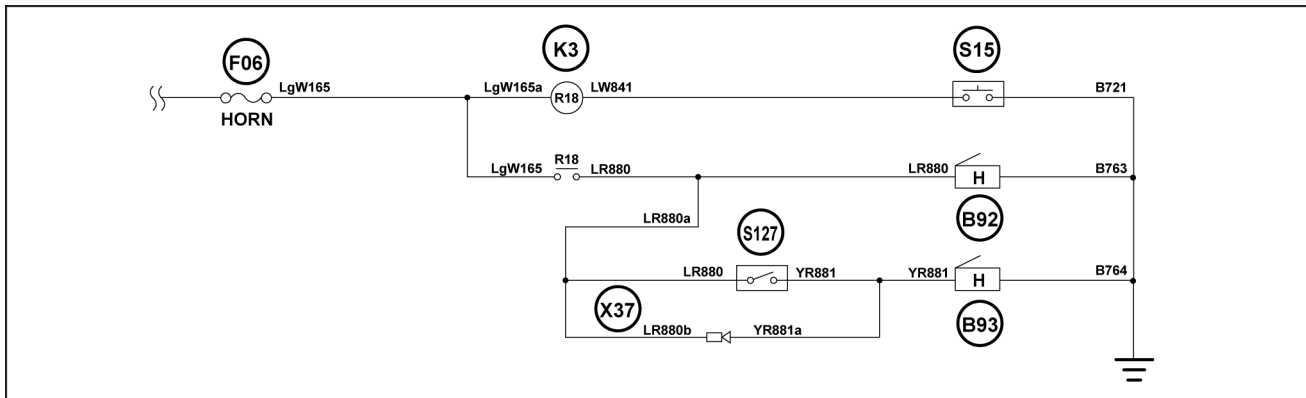 F06
K3
S15
LgW165
LgW165a
R18
LW841
B721
HORN
LgW165
R18
LR880
LR880
H
B763
B92
LR880a
S127
LR880
YR881
YR881
H
B764
X37
B93
LR880b
YR881a